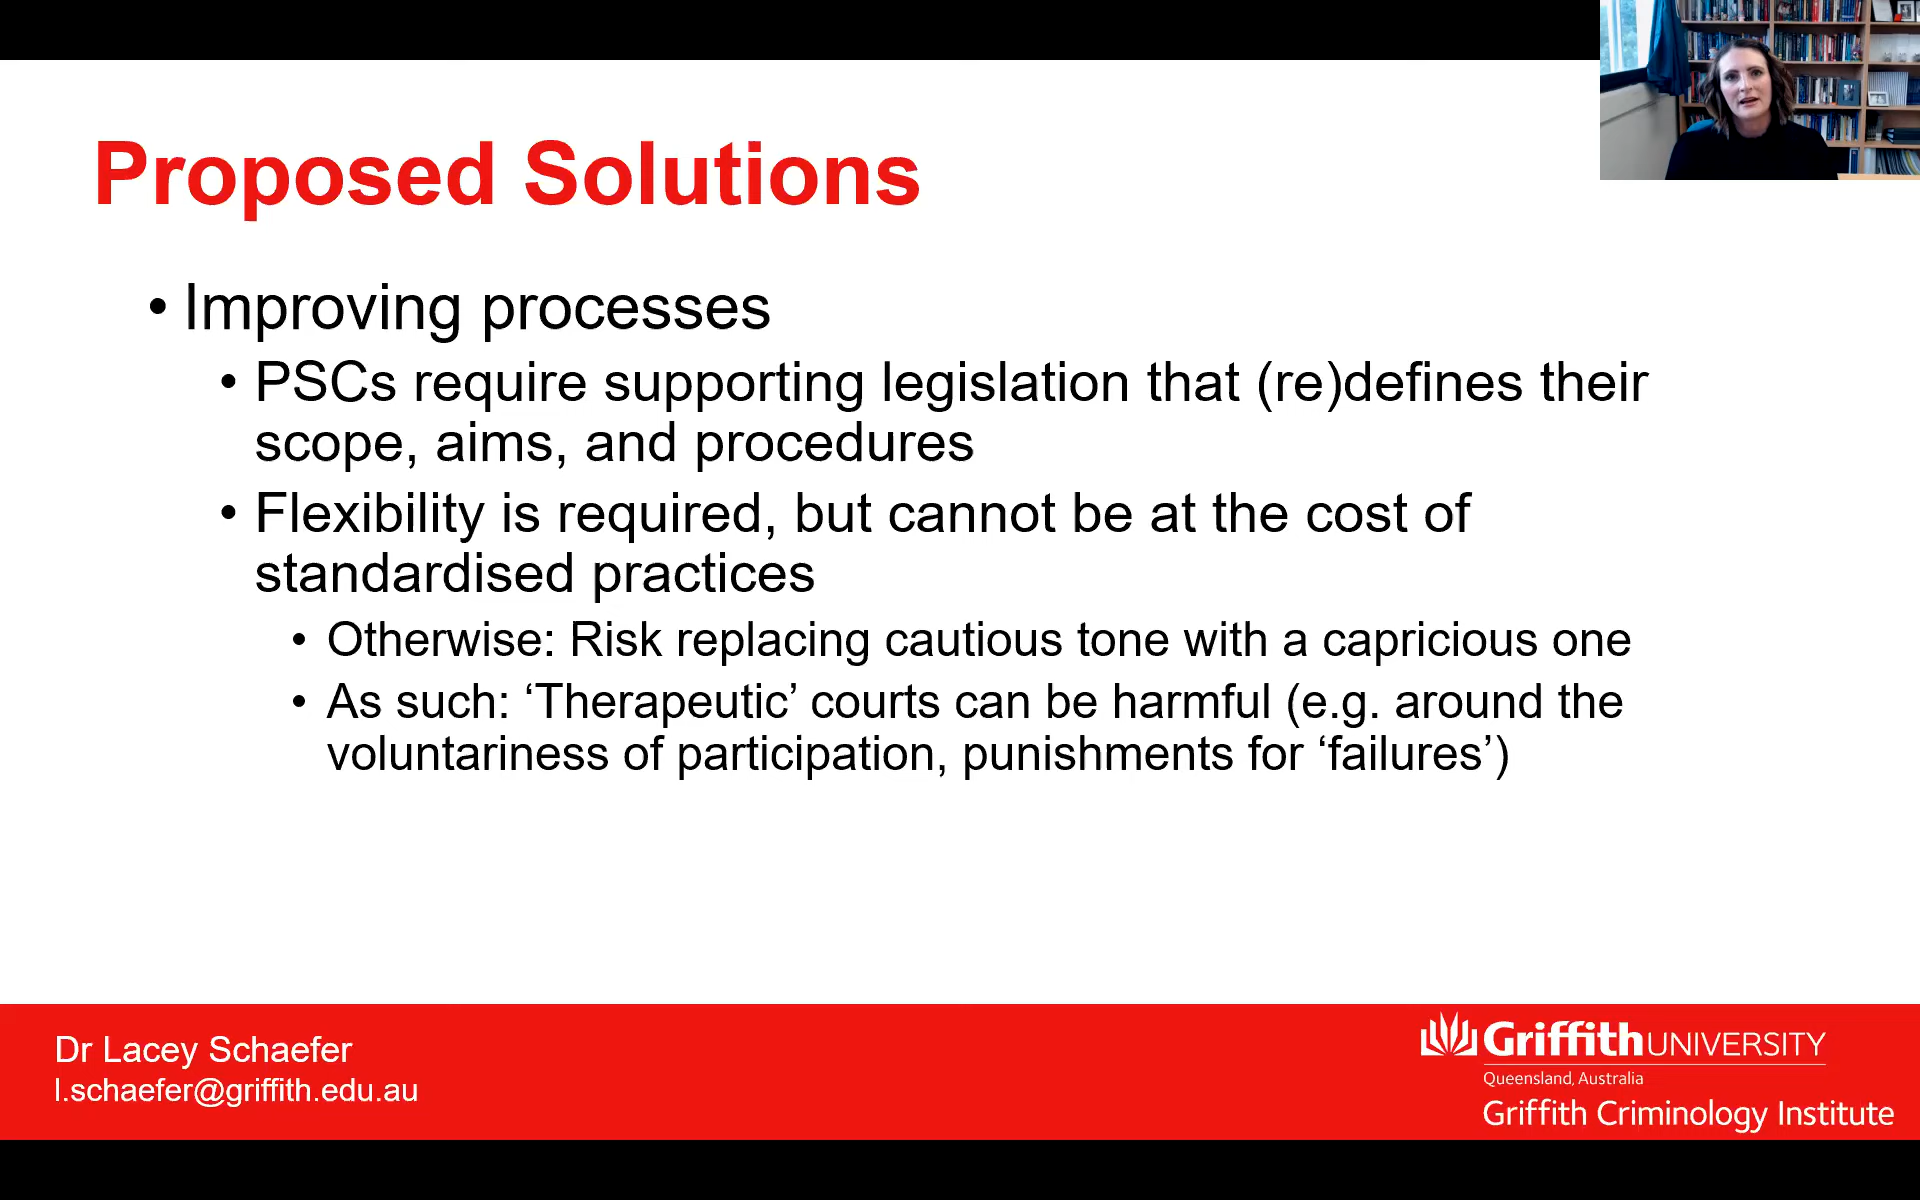 Proposed Solutions
• Improving processes
• PSCs require supporting legislation that (re)defines their
scope, aims, and procedures
• Flexibility is required, but cannot be at the cost of
standardised practices
• Otherwise: Risk replacing cautious tone with a capricious one
• As such: ‘Therapeutic’ courts can be harmful (e.g. around the
voluntariness of participation, punishments for ‘failures’)
Dr Lacey Schaefer
l.schaefer@griffith.edu.au
Griffith UNIVERSITY
Queensland, Australia
Griffith Criminology Institute